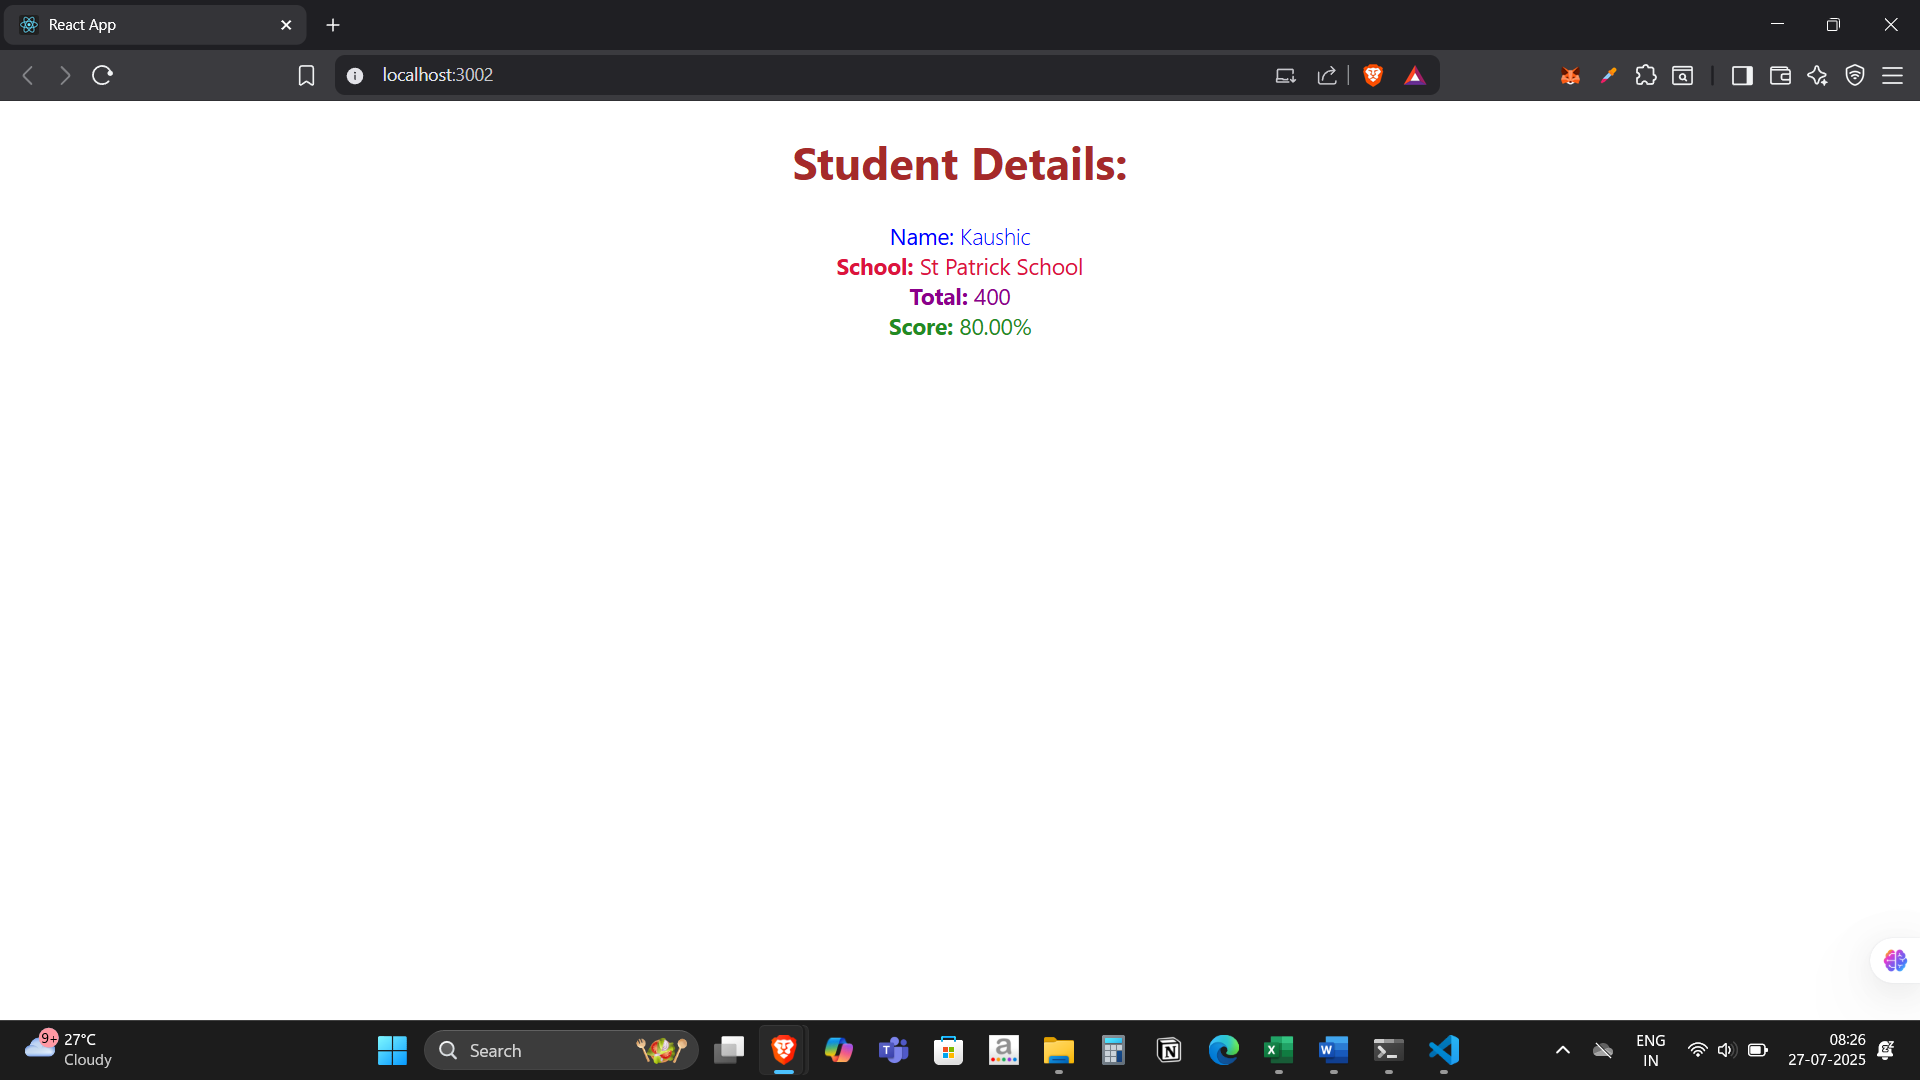 React App
localhost:3002
Student Details:
Name: Kaushic
School: St Patrick School
Total: 400
Score: 80.00%
9+
27°C
Cloudy
Search
ENG
IN
08:26
27-07-2025